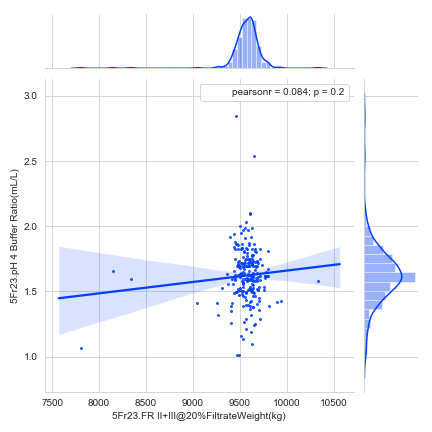 pearsonr = 0.084; p = 0.2
3.0
2.5
2.0
1.5
1.0
5Fr23.pH 4 Buffer Ratio(mL/L)
7500 8000 8500 9000 9500 10000 10500
5Fr23.FR II+III@20%FiltrateWeight(kg)